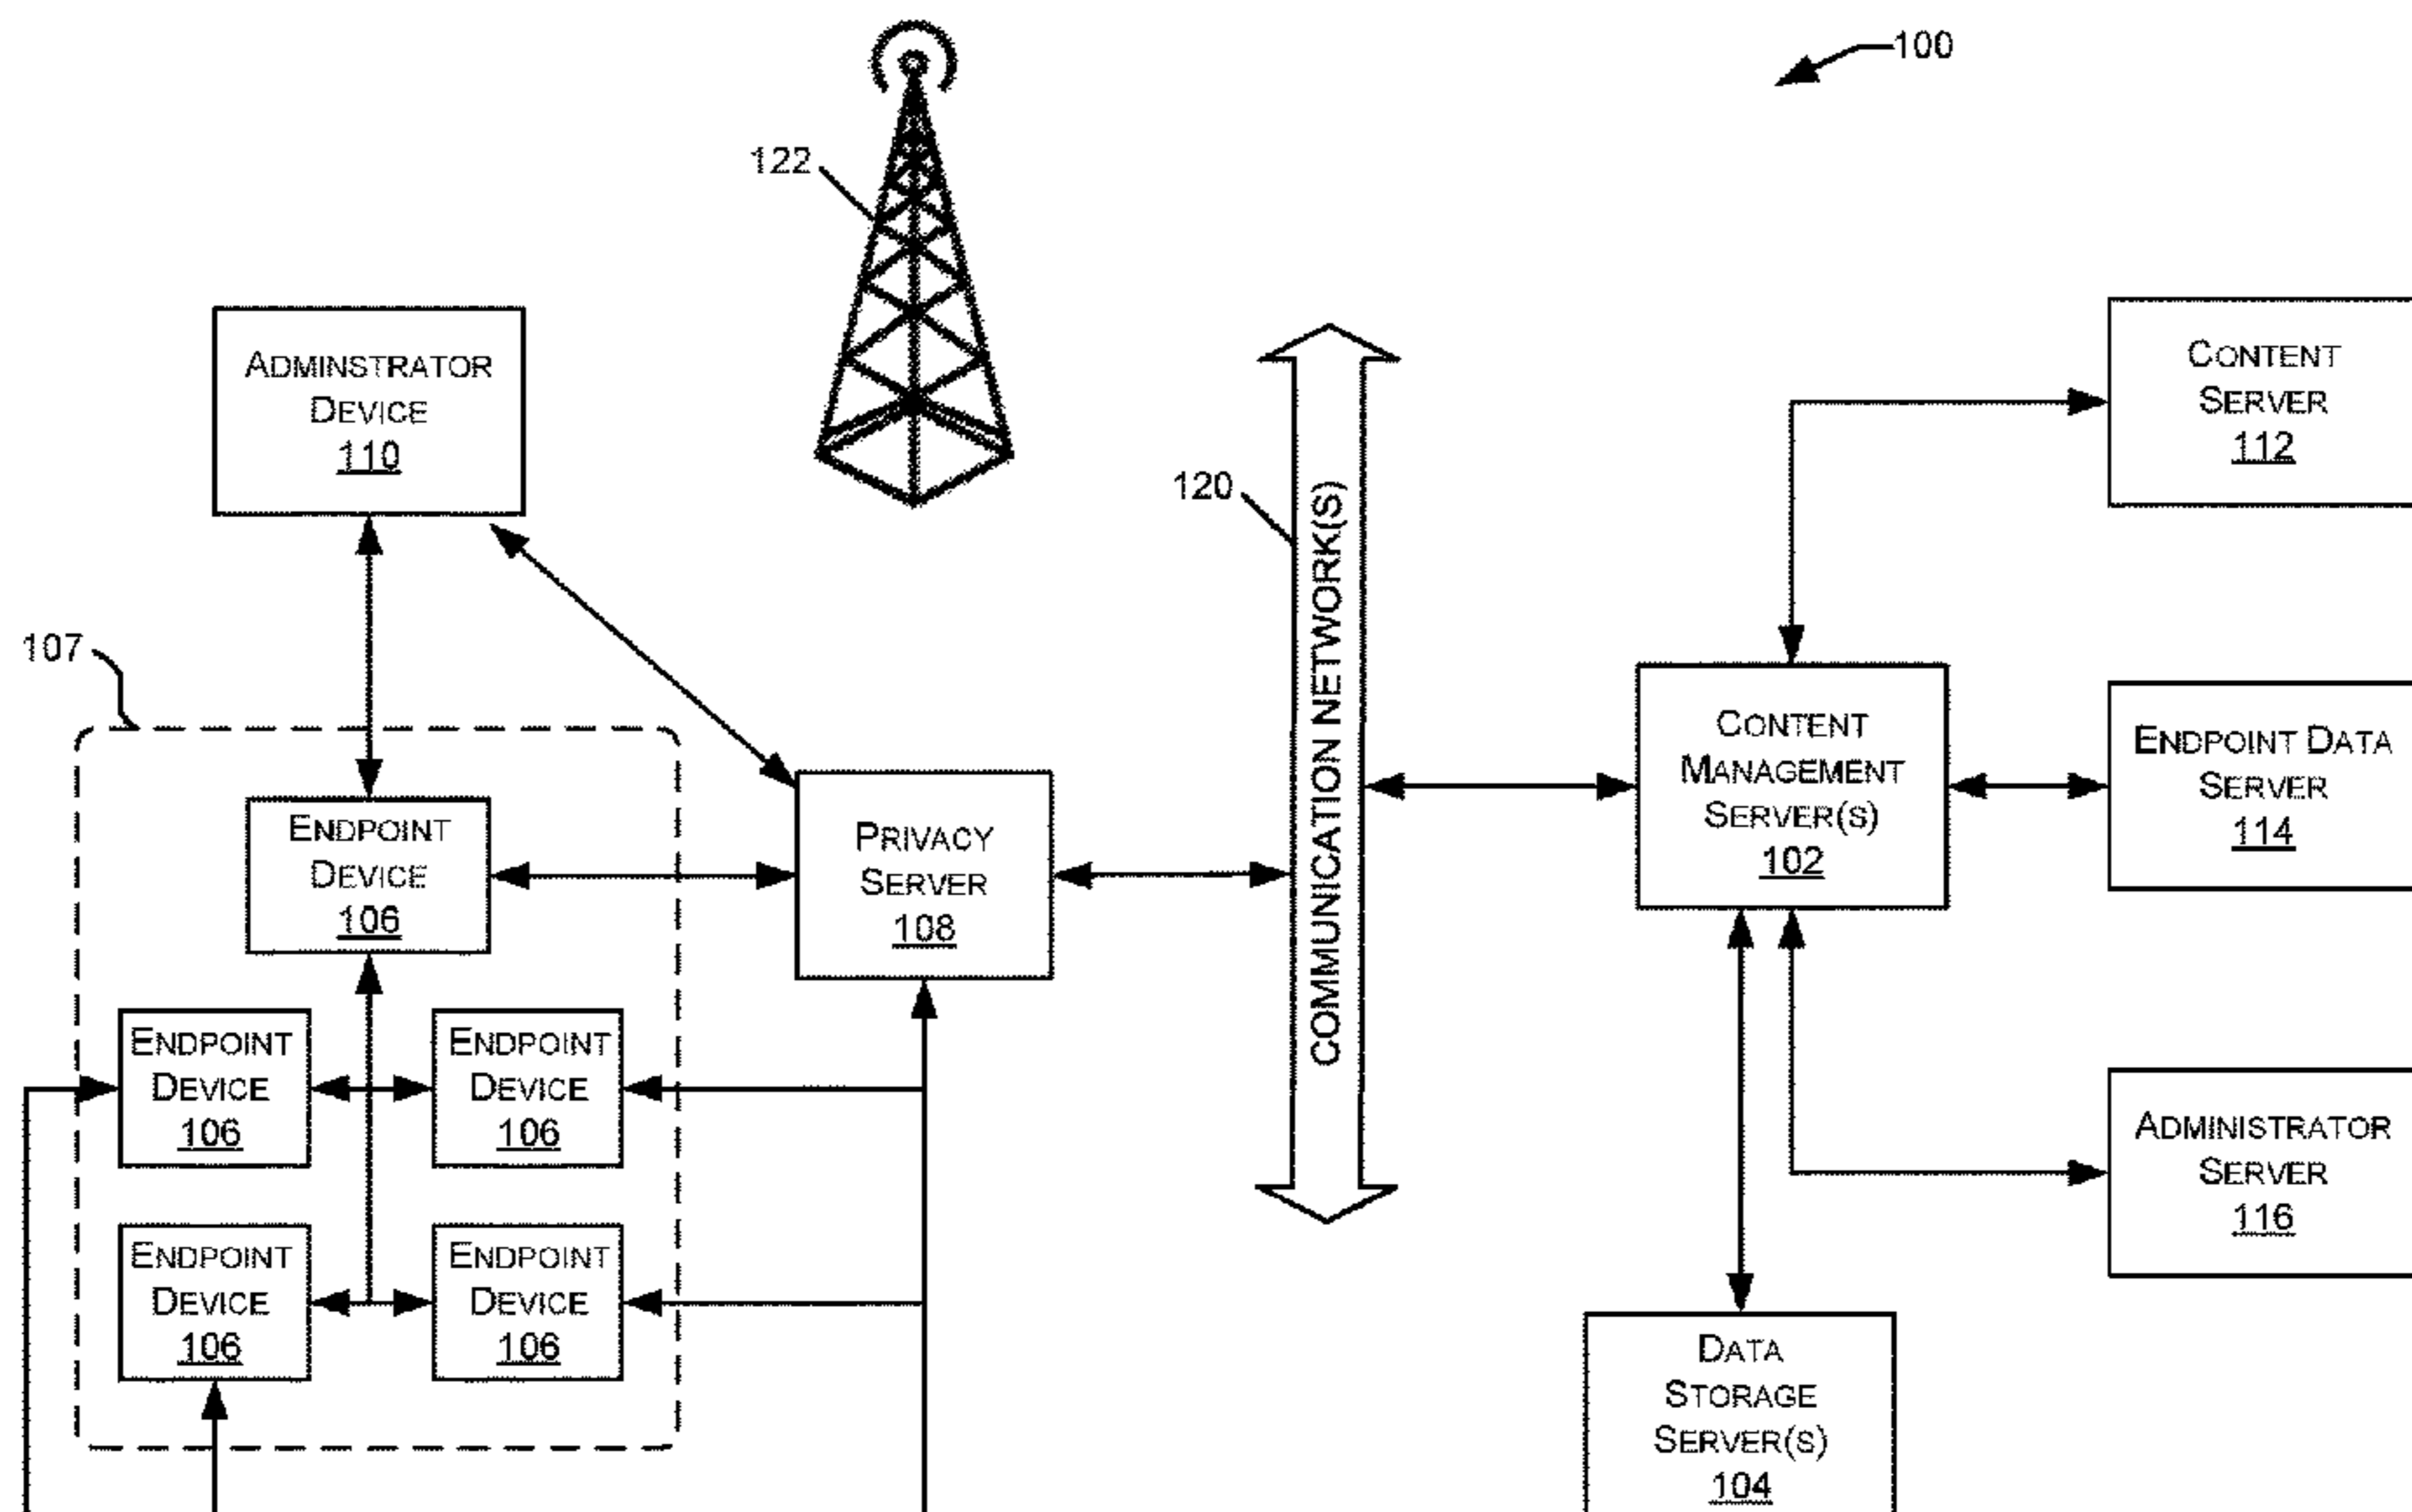 100
122
ADMINSTRATOR
DEVICE
110
CONTENT
SERVER
112
120
COMMUNICATION NETWORK(S)
107
CONTENT
MANAGEMENT
SERVER(S)
102
ENDPOINT DATA
SERVER
114
ENDPOINT
DEVICE
106
PRIVACY
SERVER
108
ENDPOINT
DEVICE
106
ENDPOINT
DEVICE
106
ADMINISTRATOR
SERVER
116
ENDPOINT
DEVICE
106
ENDPOINT
DEVICE
106
DATA
STORAGE
SERVER(S)
104